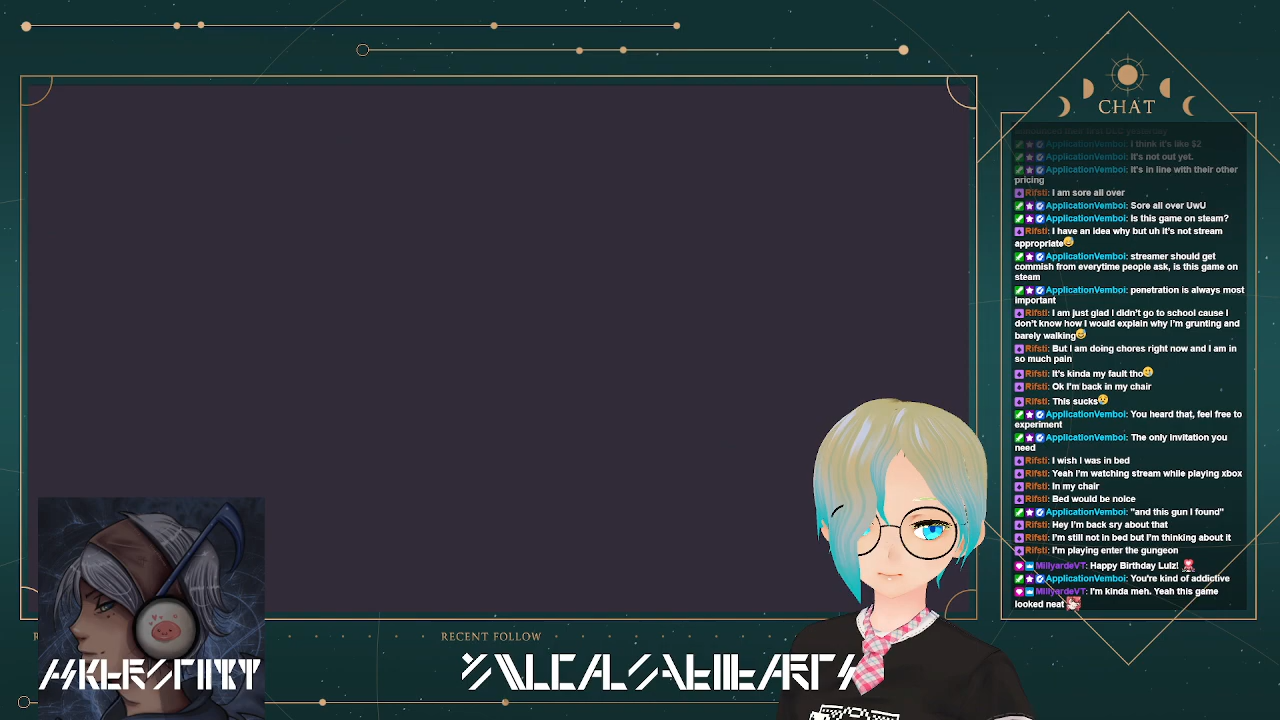 CHAT
ApplicationVemboi: I think it's like $2
ApplicationVemboi: It's not out yet.
ApplicationVemboi: It's in line with their other
pricing
Rifsti: I am sore all over
ApplicationVemboi: Sore all over UwU
ApplicationVemboi: Is this game on steam?
Rifsti: I have an idea why but uh it's not stream
appropriate😅
ApplicationVemboi: streamer should get
commish from everytime people ask, is this game on
steam
ApplicationVemboi: penetration is always most
important
Rifsti: I am just glad I didn't go to school cause I
don't know how I would explain why I'm grunting and
barely walking😅
Rifsti: But I am doing chores right now and I am in
so much pain
Rifsti: It's kinda my fault tho
Rifsti: Ok I'm back in my chair
Rifsti: This sucks
ApplicationVemboi: You heard that, feel free to
experiment
ApplicationVemboi: The only invitation you
need
Rifsti: I wish I was in bed
Rifsti: Yeah I'm watching stream while playing xbox
Rifsti: In my chair
Rifsti: Bed would be noice
ApplicationVemboi: "and this gun I found"
Rifsti: Hey I'm back sry about that
Rifsti: I'm still not in bed but I'm thinking about it
Rifsti: I'm playing enter the gungeon
MillyardeVT: Happy Birthday Lulz!
ApplicationVemboi: You're kind of addictive
MillyardeVT: I'm kinda meh. Yeah this game
looked neat
RECENT FOLLOW